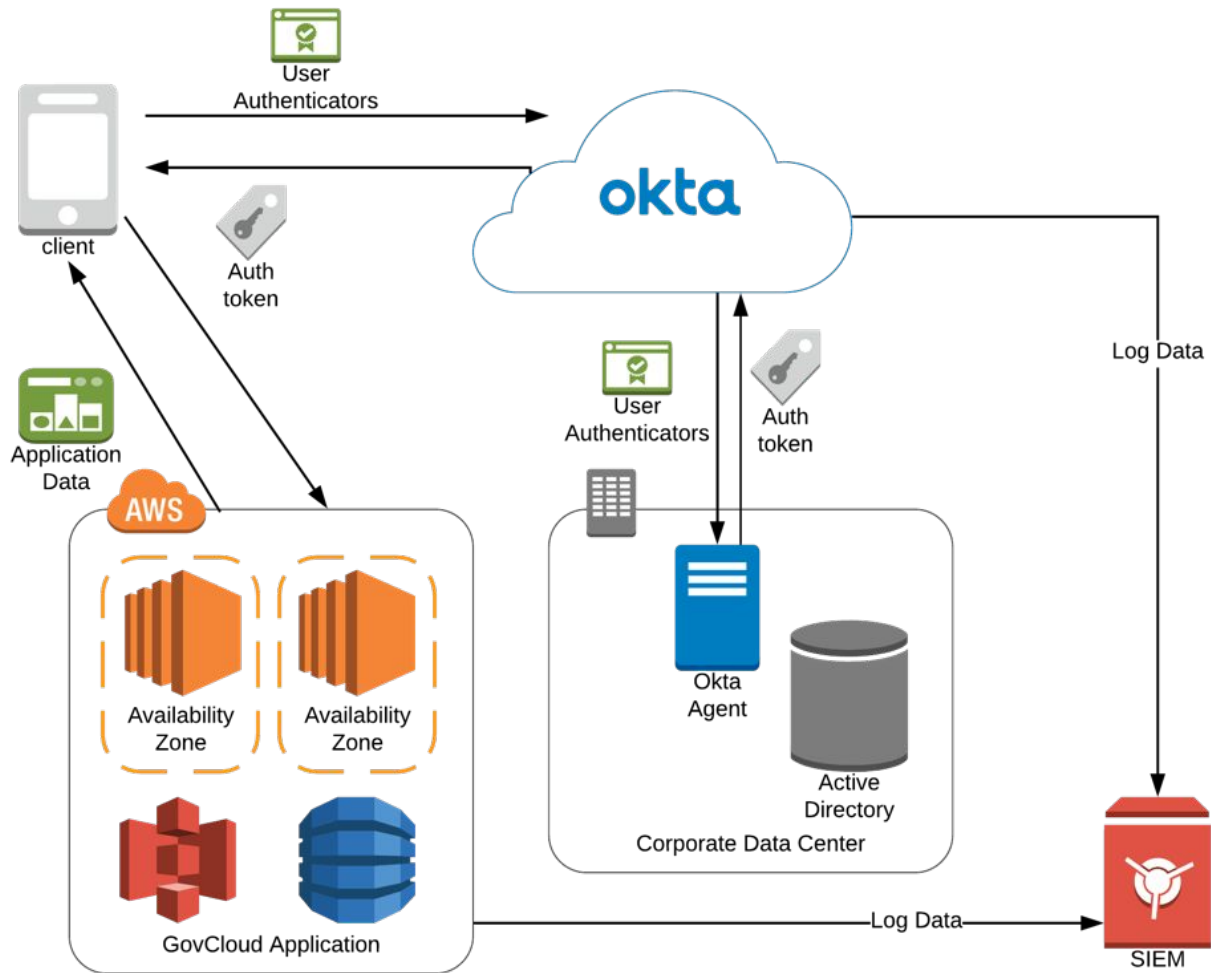 User
Authenticators
okta
client
Auth
token
Log Data
User
Authenticators
Auth
token
Application
Data
AWS
Availability
Zone
Availability
Zone
Okta
Agent
Active
Directory
Corporate Data Center
GovCloud Application
Log Data
SIEM